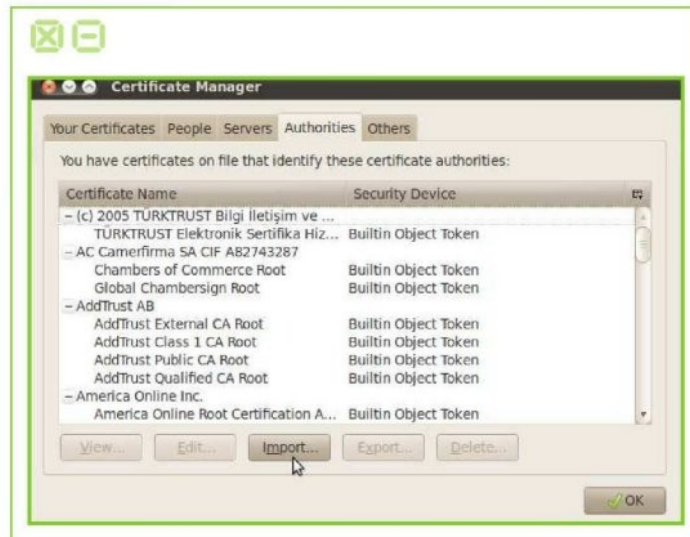 Certificate Manager
Your Certificates People Servers Authorities Others
You have certificates on file that identify these certificate authorities:
Certificate Name Security Device
– (c) 2005 TÜRKTRUST Bilgi İletişim ve ...
TÜRKTRUST Elektronik Sertifika Hiz... Builtin Object Token
– AC Camerfirma SA CIF A82743287
Chambers of Commerce Root Builtin Object Token
Global Chambersign Root Builtin Object Token
– AddTrust AB
AddTrust External CA Root Builtin Object Token
AddTrust Class 1 CA Root Builtin Object Token
AddTrust Public CA Root Builtin Object Token
AddTrust Qualified CA Root Builtin Object Token
– America Online Inc.
America Online Root Certification A... Builtin Object Token
View... Edit... Import... Export... Delete...
OK